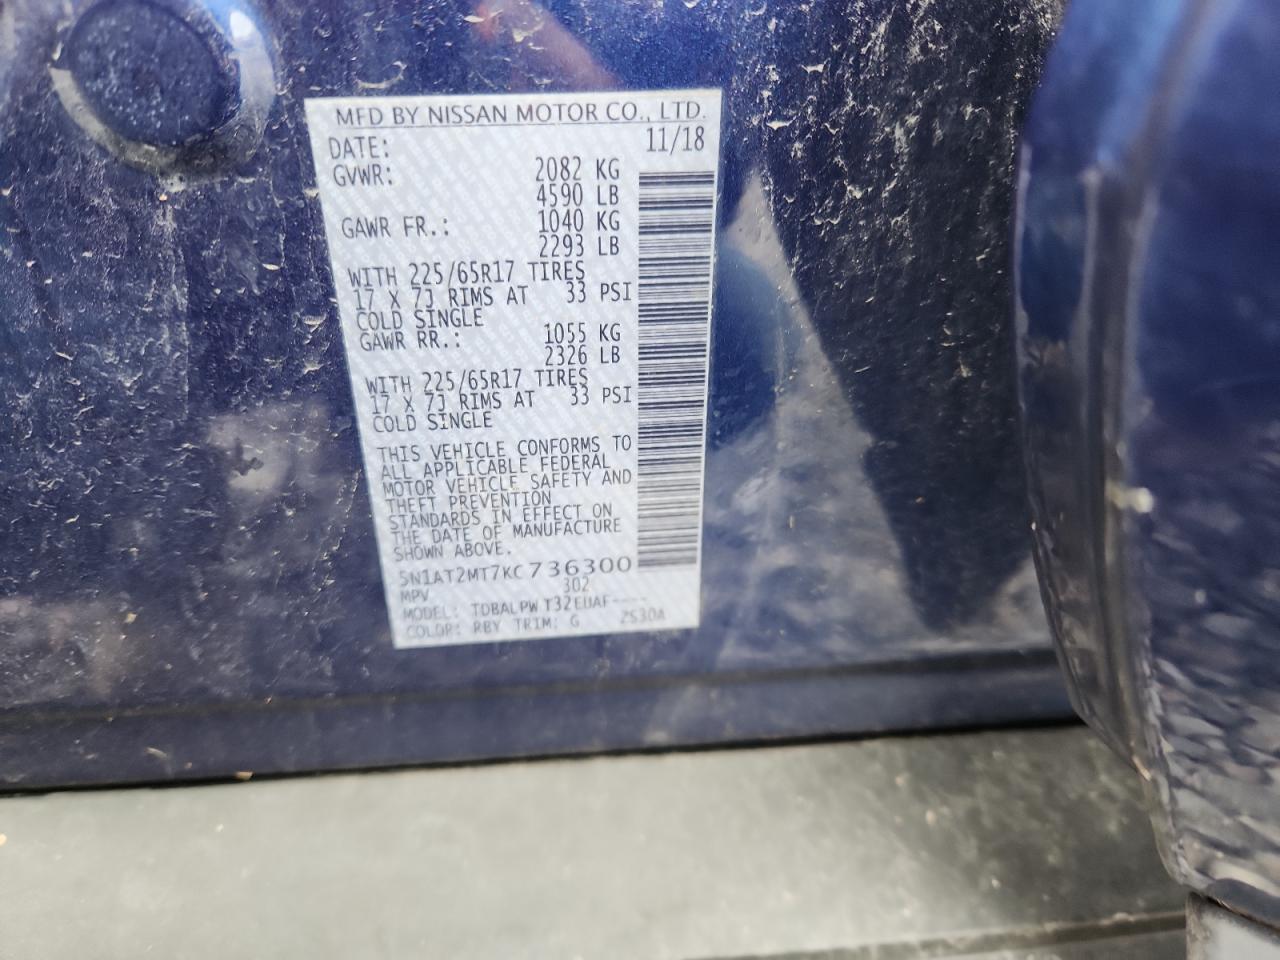 MFD BY NISSAN MOTOR CO., LTD.
DATE: 11/18
GVWR: 2082 KG
4590 LB
GAWR FR.: 1040 KG
2293 LB
WITH 225/65R17 TIRES
17 X 7J RIMS AT 33 PSI
COLD SINGLE
GAWR RR.: 1055 KG
2326 LB
WITH 225/65R17 TIRES
17 X 7J RIMS AT 33 PSI
COLD SINGLE
THIS VEHICLE CONFORMS TO
ALL APPLICABLE FEDERAL
MOTOR VEHICLE SAFETY AND
THEFT PREVENTION
STANDARDS IN EFFECT ON
THE DATE OF MANUFACTURE
SHOWN ABOVE.
5N1AT2MT7KC736300
MPV 302
MODEL: TDBALPW T32EUAF----
COLOR: RBY TRIM: G 2S30A